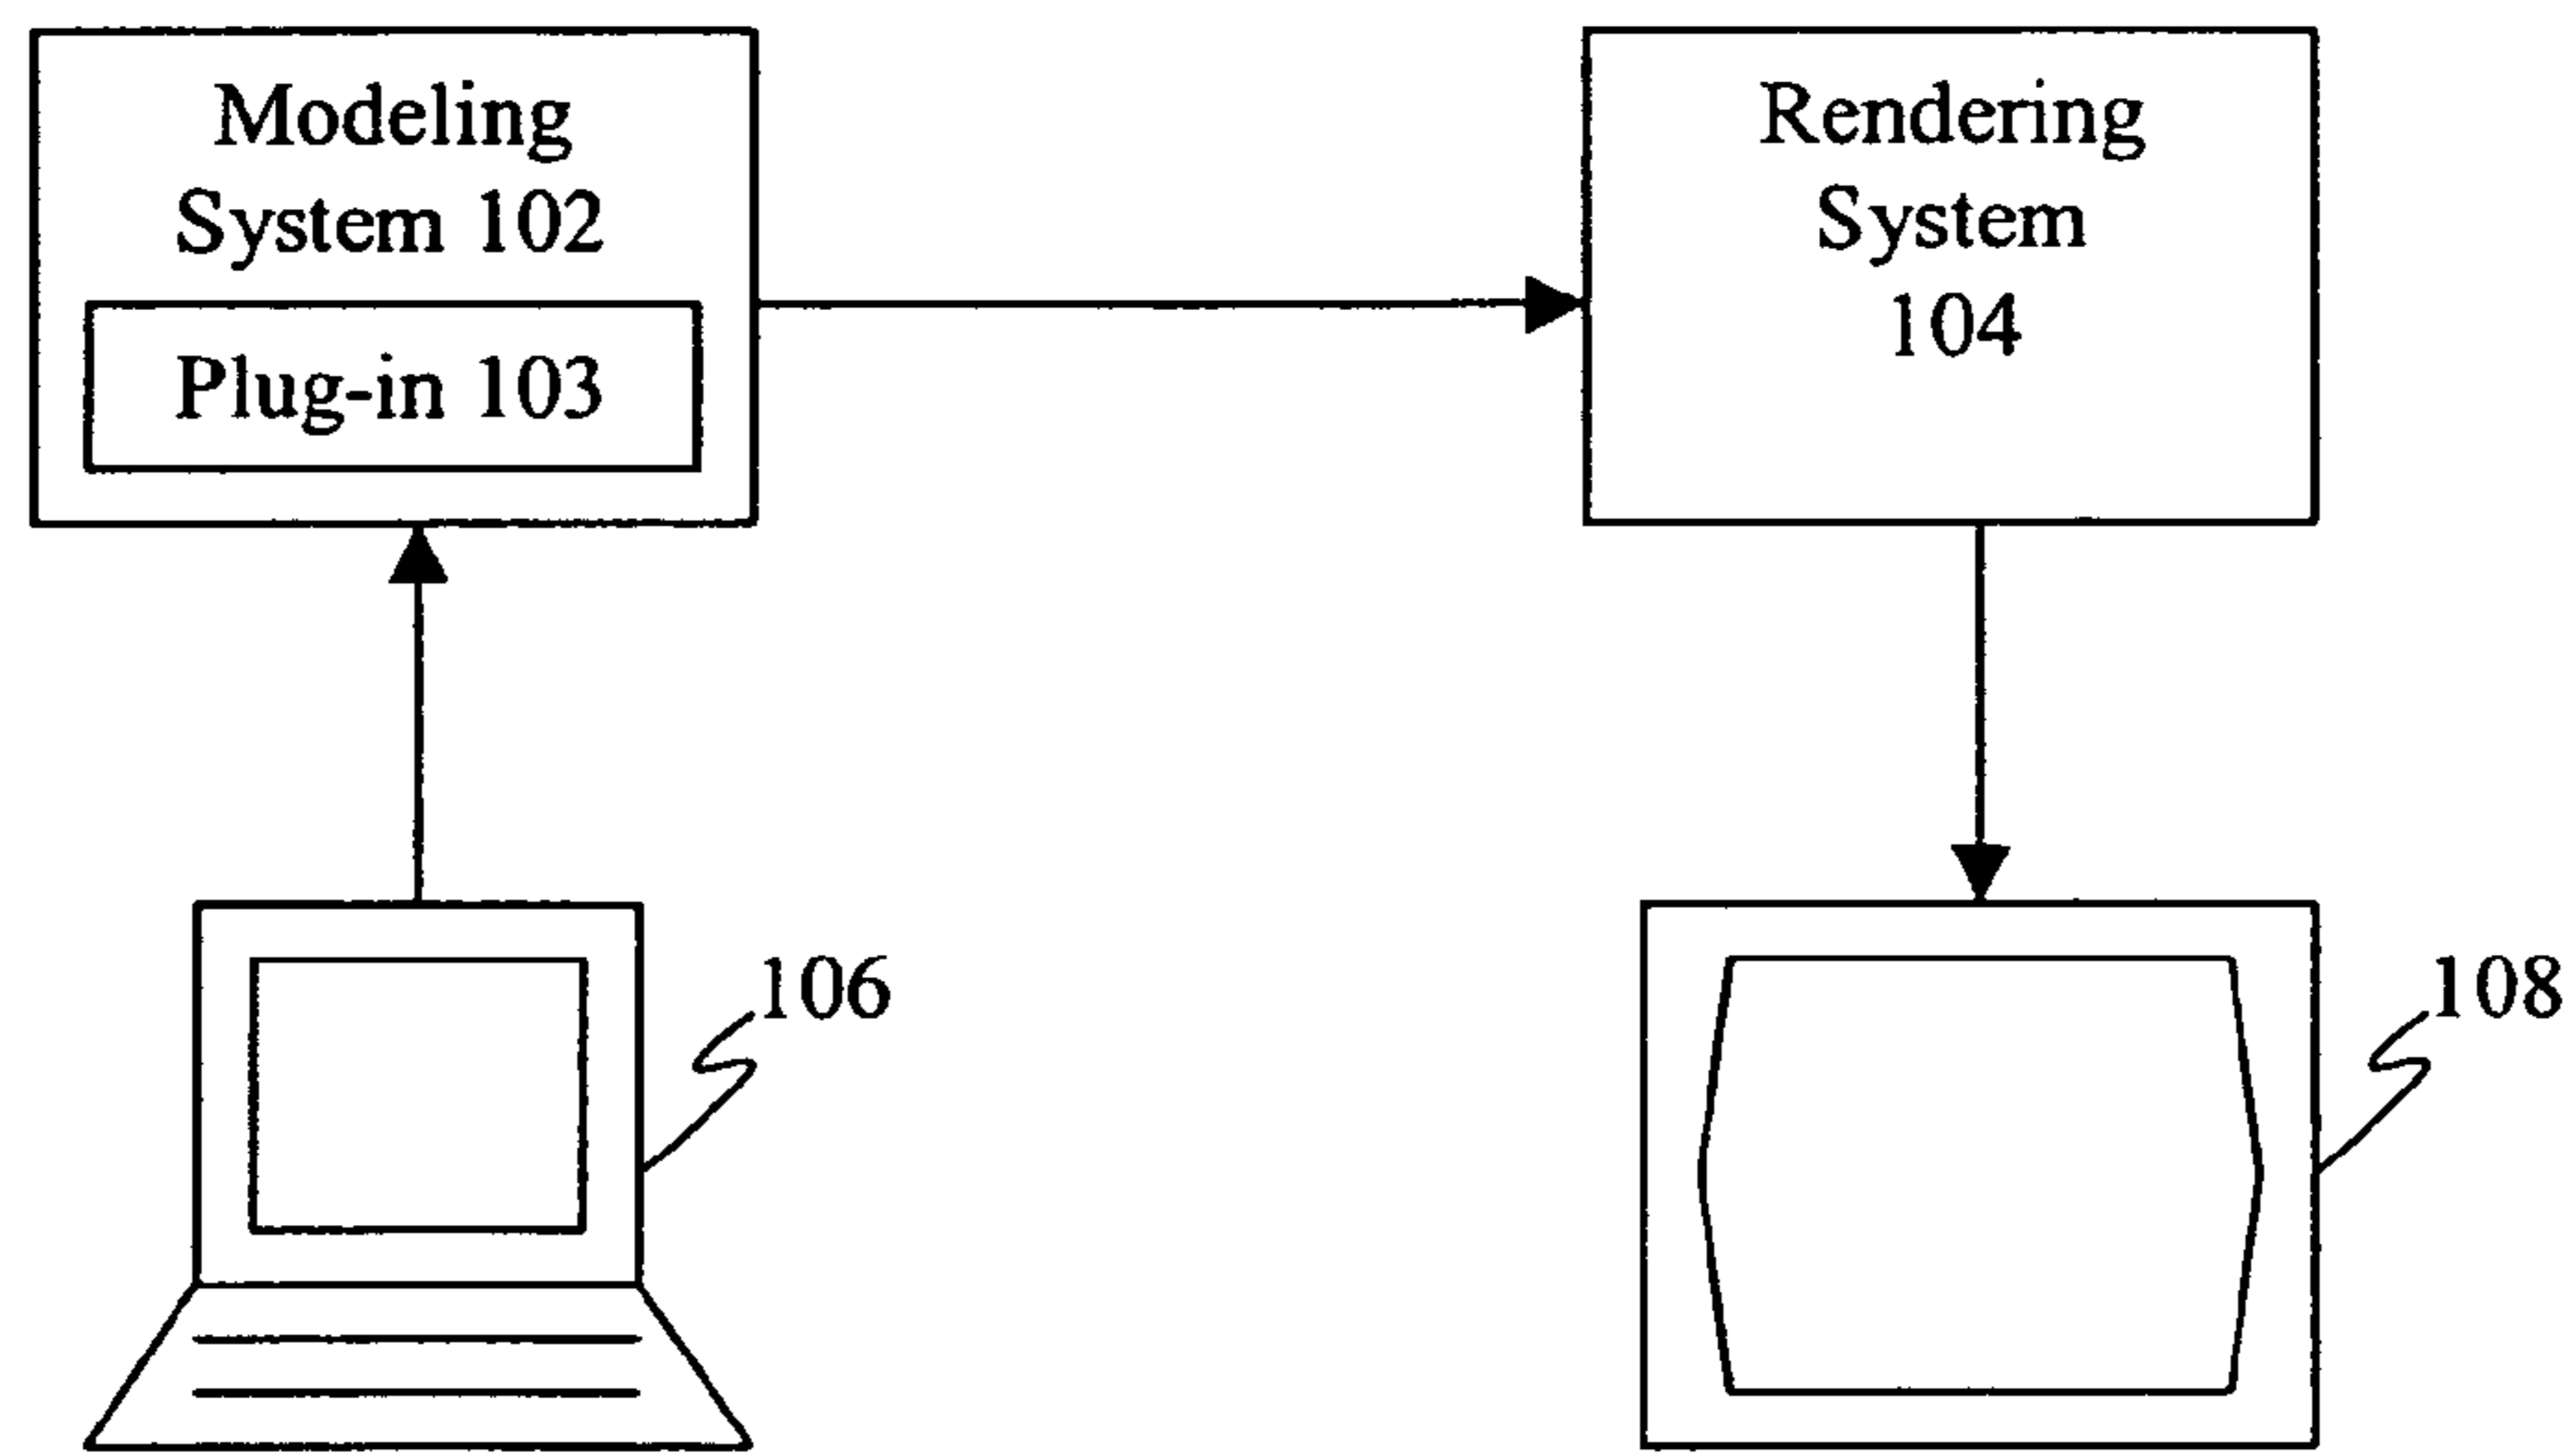 Modeling
System 102
Plug-in 103
Rendering
System
104
106
108